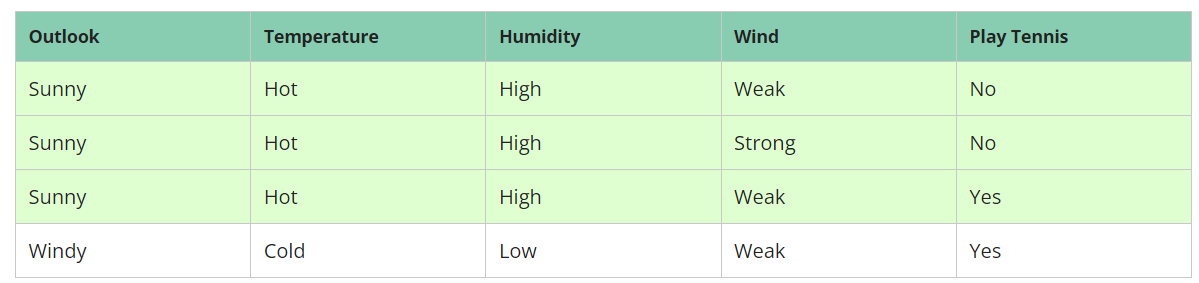 Outlook Temperature Humidity Wind Play Tennis
Sunny Hot High Weak No
Sunny Hot High Strong No
Sunny Hot High Weak Yes
Windy Cold Low Weak Yes